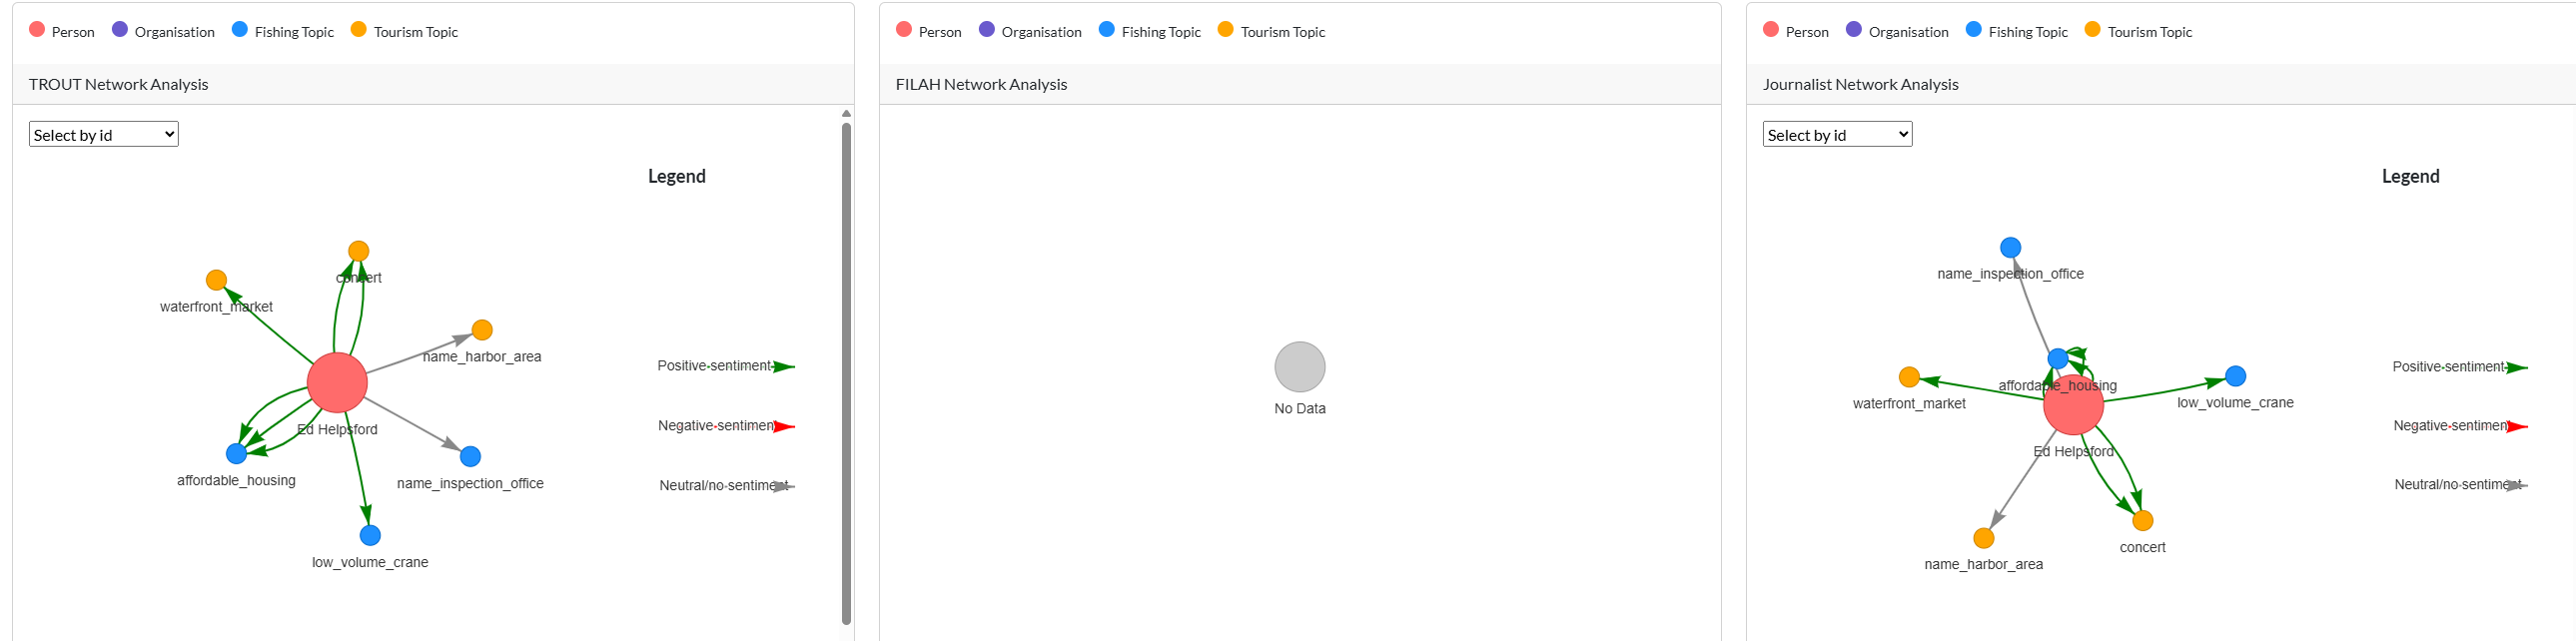 Person Organisation Fishing Topic Tourism Topic
TROUT Network Analysis
Select by id
Legend
concert
waterfront_market
name_harbor_area
Positive sentiment
Negative sentiment
Ed Helpsford
affordable_housing
name_inspection_office
Neutral/no sentiment
low_volume_crane
Person Organisation Fishing Topic Tourism Topic
FILAH Network Analysis
No Data
Person Organisation Fishing Topic Tourism Topic
Journalist Network Analysis
Select by id
Legend
name_inspection_office
Positive sentiment
affordable_housing
waterfront_market
low_volume_crane
Negative sentiment
Ed Helpsford
Neutral/no sentiment
concert
name_harbor_area